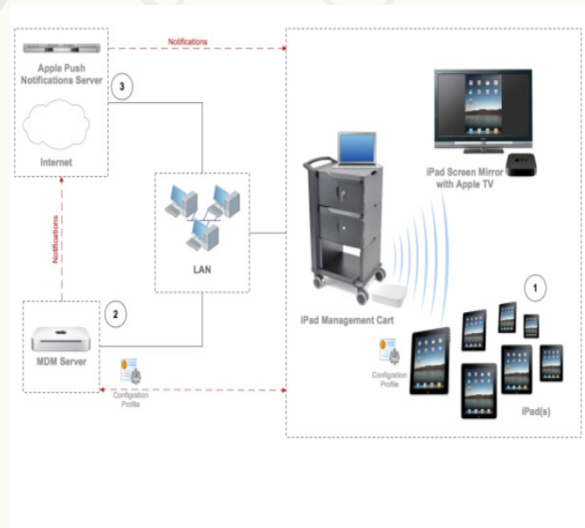 Notifications
Apple Push
Notifications Server
3
Internet
Notifications
LAN
2
MDM Server
Configration
Profile
iPad Screen Mirror
with Apple TV
iPad Management Cart
1
Configration
Profile
iPad(s)